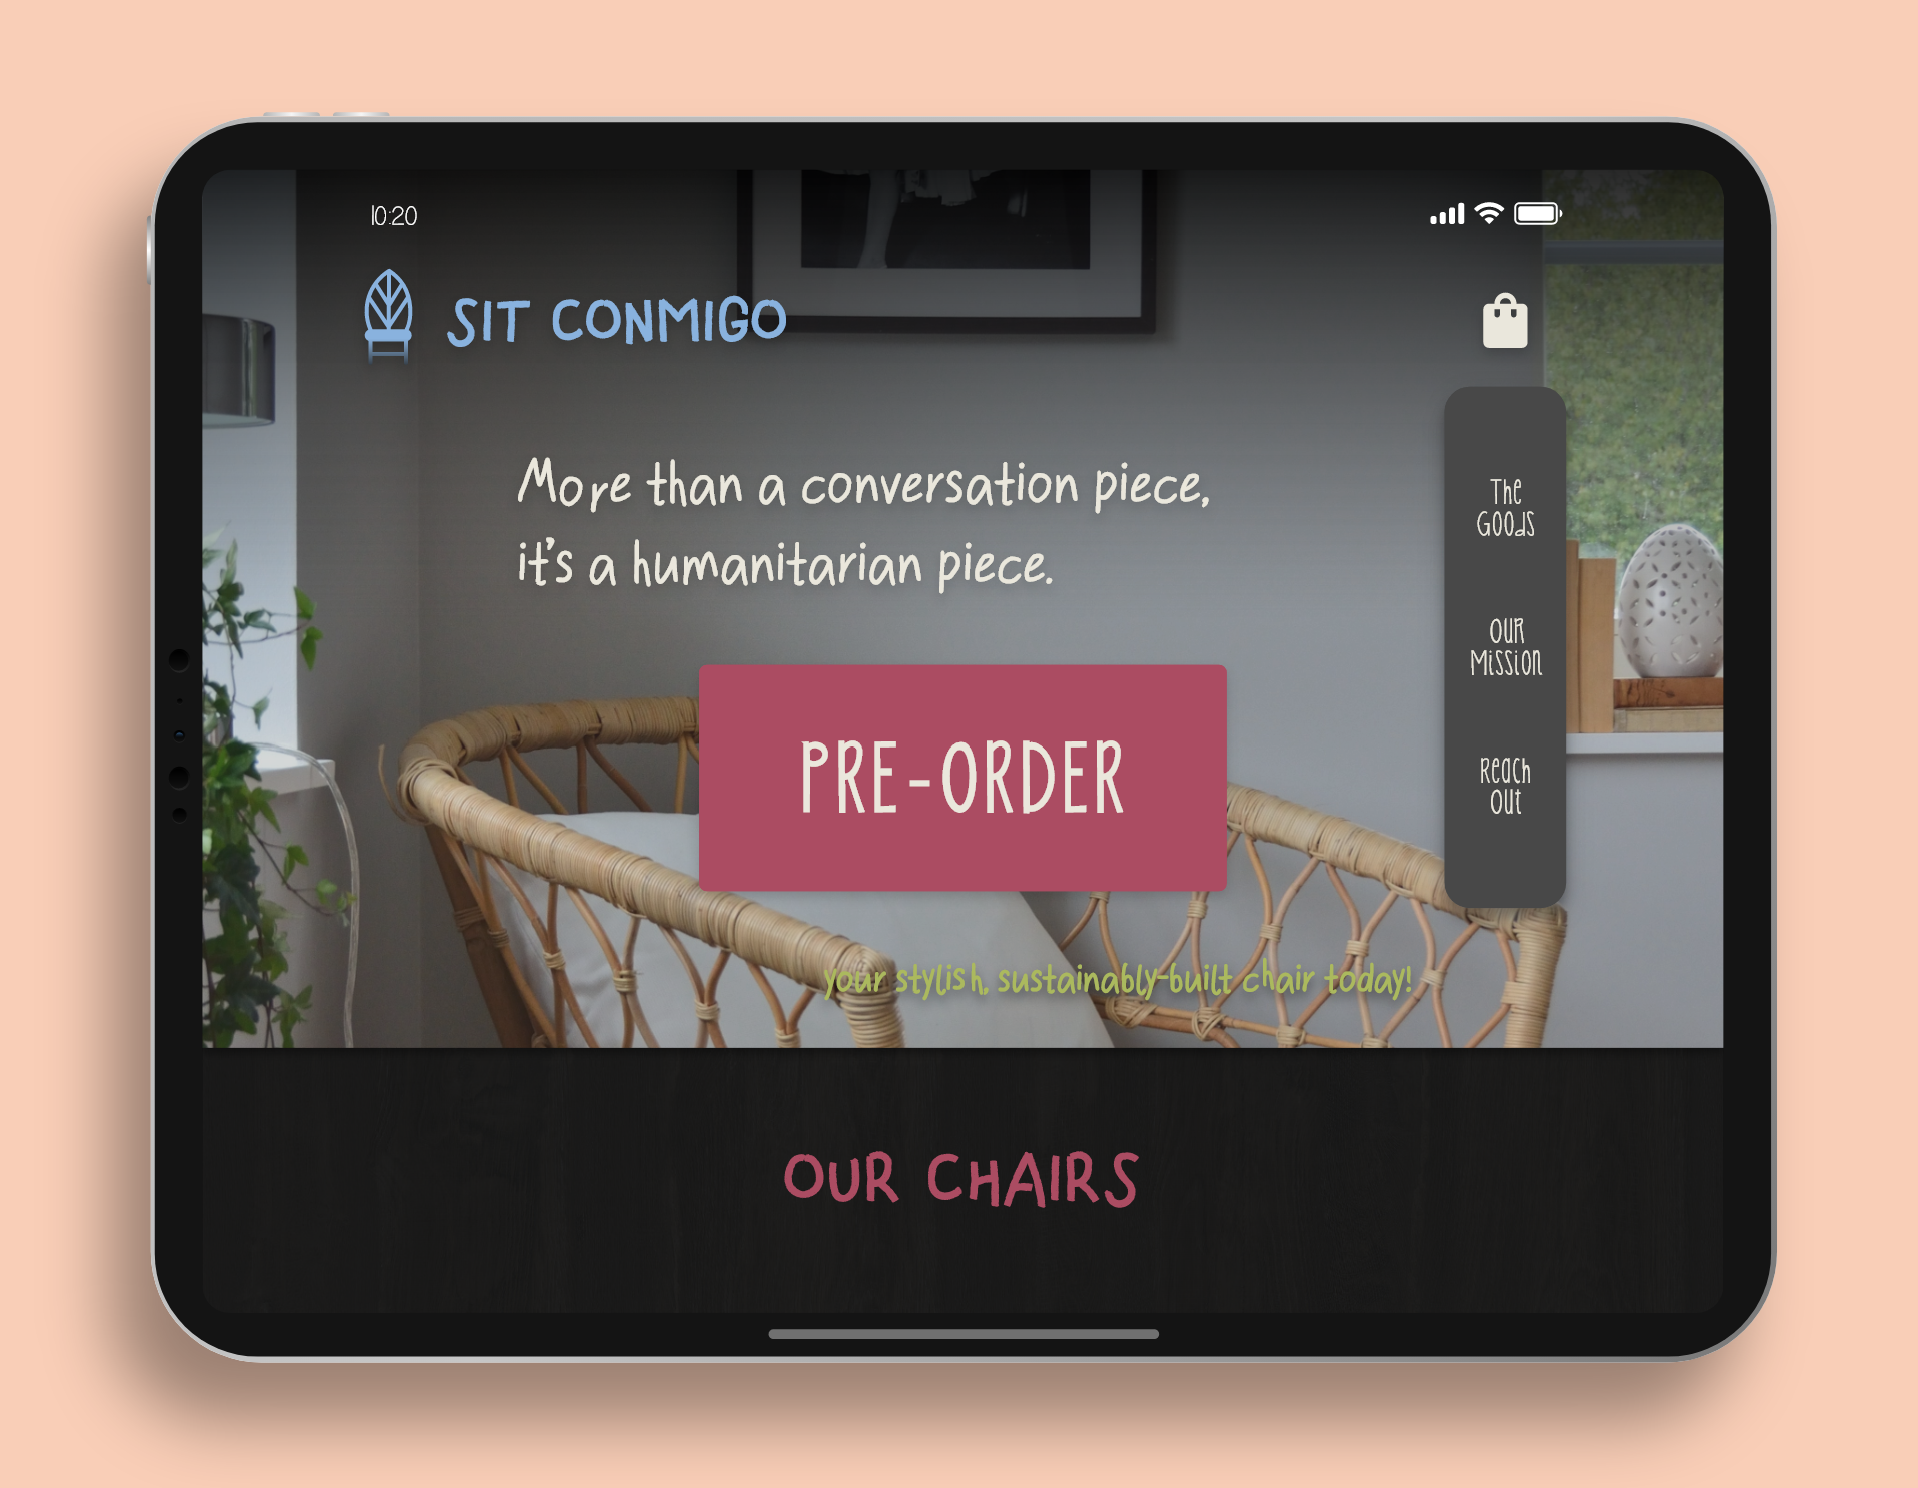 10:20
SIT CONMIGO
More than a conversation piece,
it's a humanitarian piece.
The
Goods
OUR
Mission
Reach
Out
PRE-ORDER
your stylish, sustainably-built chair today!
OUR CHAIRS